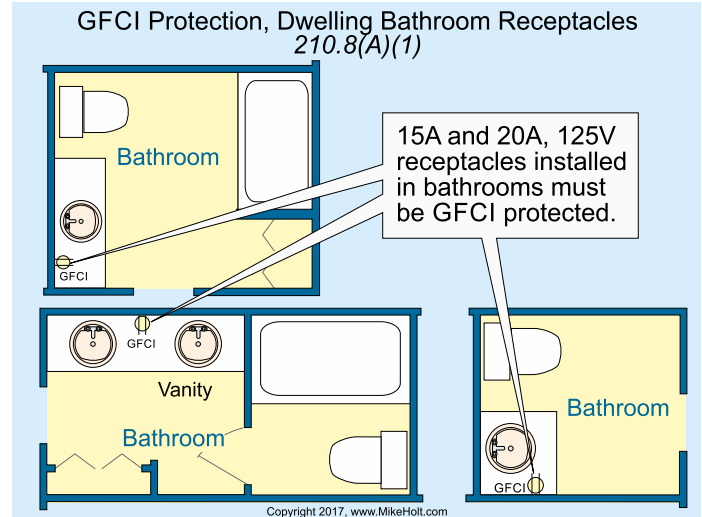 GFCI Protection, Dwelling Bathroom Receptacles
210.8(A)(1)
Bathroom
GFCI
15A and 20A, 125V
receptacles installed
in bathrooms must
be GFCI protected.
GFCI
Vanity
Bathroom
Bathroom
GFCI
Copyright 2017, www.MikeHolt.com